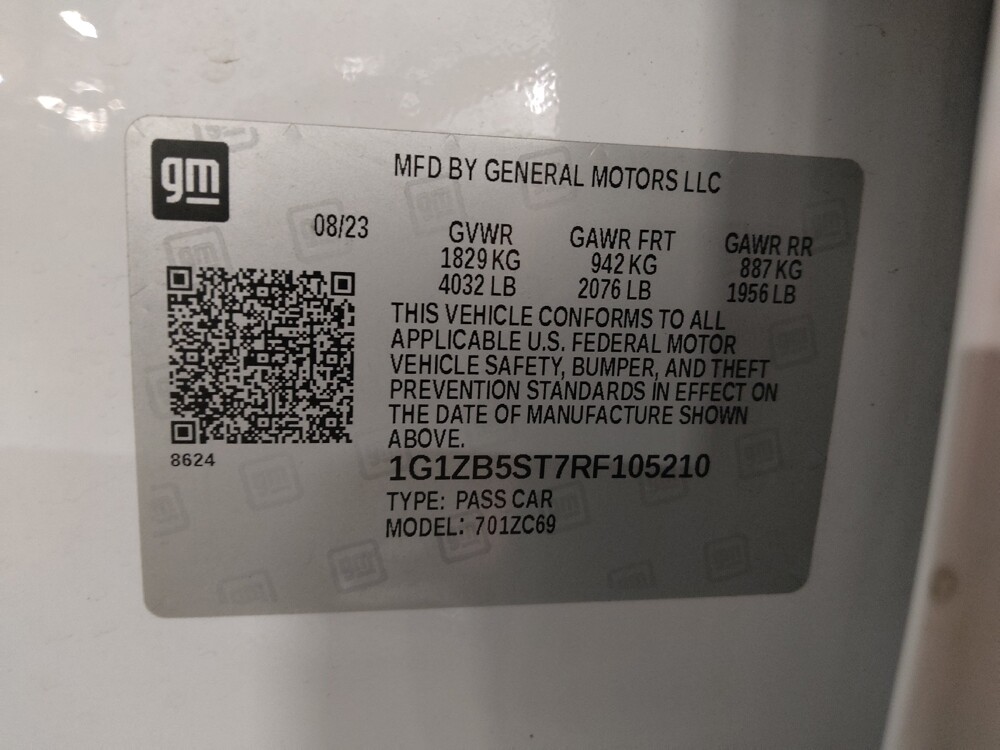 gm
MFD BY GENERAL MOTORS LLC
08/23
GVWR
1829 KG
4032 LB
GAWR FRT
942 KG
2076 LB
GAWR RR
887 KG
1956 LB
THIS VEHICLE CONFORMS TO ALL
APPLICABLE U.S. FEDERAL MOTOR
VEHICLE SAFETY, BUMPER, AND THEFT
PREVENTION STANDARDS IN EFFECT ON
THE DATE OF MANUFACTURE SHOWN
ABOVE.
8624
1G1ZB5ST7RF105210
TYPE: PASS CAR
MODEL: 701ZC69